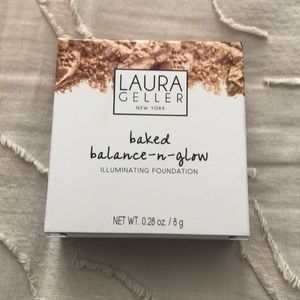 LAURA
GELLER
NEW YORK
baked
balance-n-glow
ILLUMINATING FOUNDATION
NET WT. 0.28 oz. / 8 g